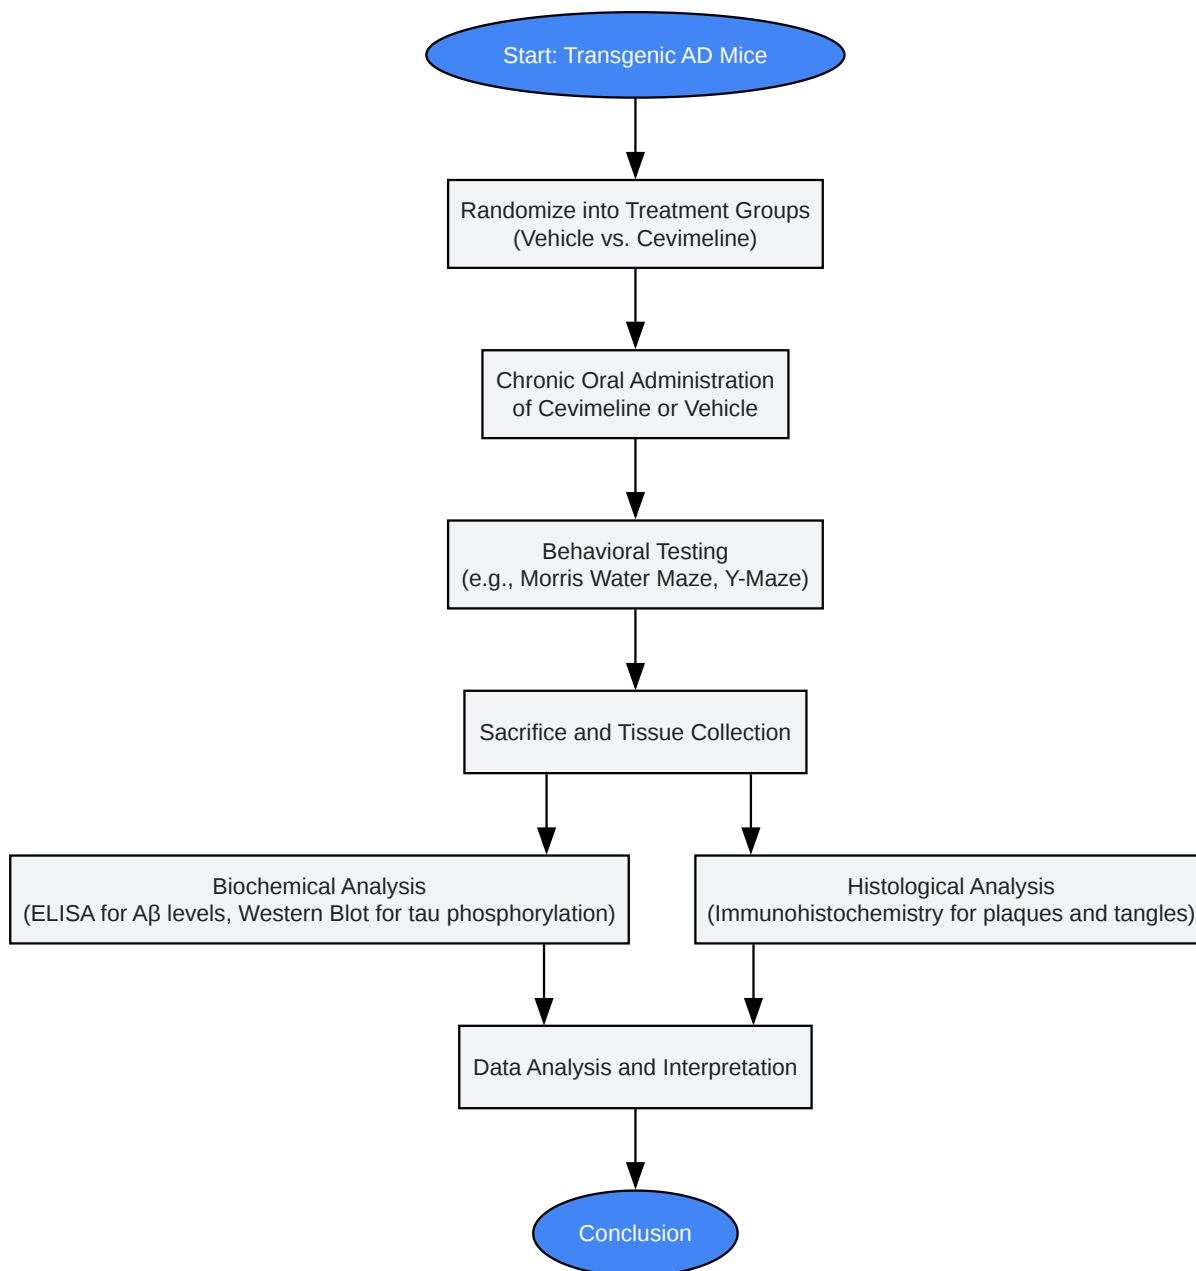 Start: Transgenic AD Mice
Randomize into Treatment Groups
(Vehicle vs. Cevimeline)
Chronic Oral Administration
of Cevimeline or Vehicle
Behavioral Testing
(e.g., Morris Water Maze, Y-Maze)
Sacrifice and Tissue Collection
Biochemical Analysis
(ELISA for Aβ levels, Western Blot for tau phosphorylation)
Histological Analysis
(Immunohistochemistry for plaques and tangles)
Data Analysis and Interpretation
Conclusion